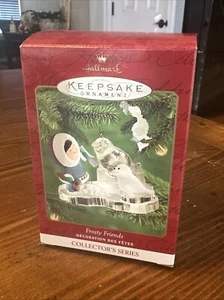 Hallmark
KEEPSAKE
ORNAMENT
Frosty Friends
DÉCORATION DES FÊTES
COLLECTOR'S SERIES